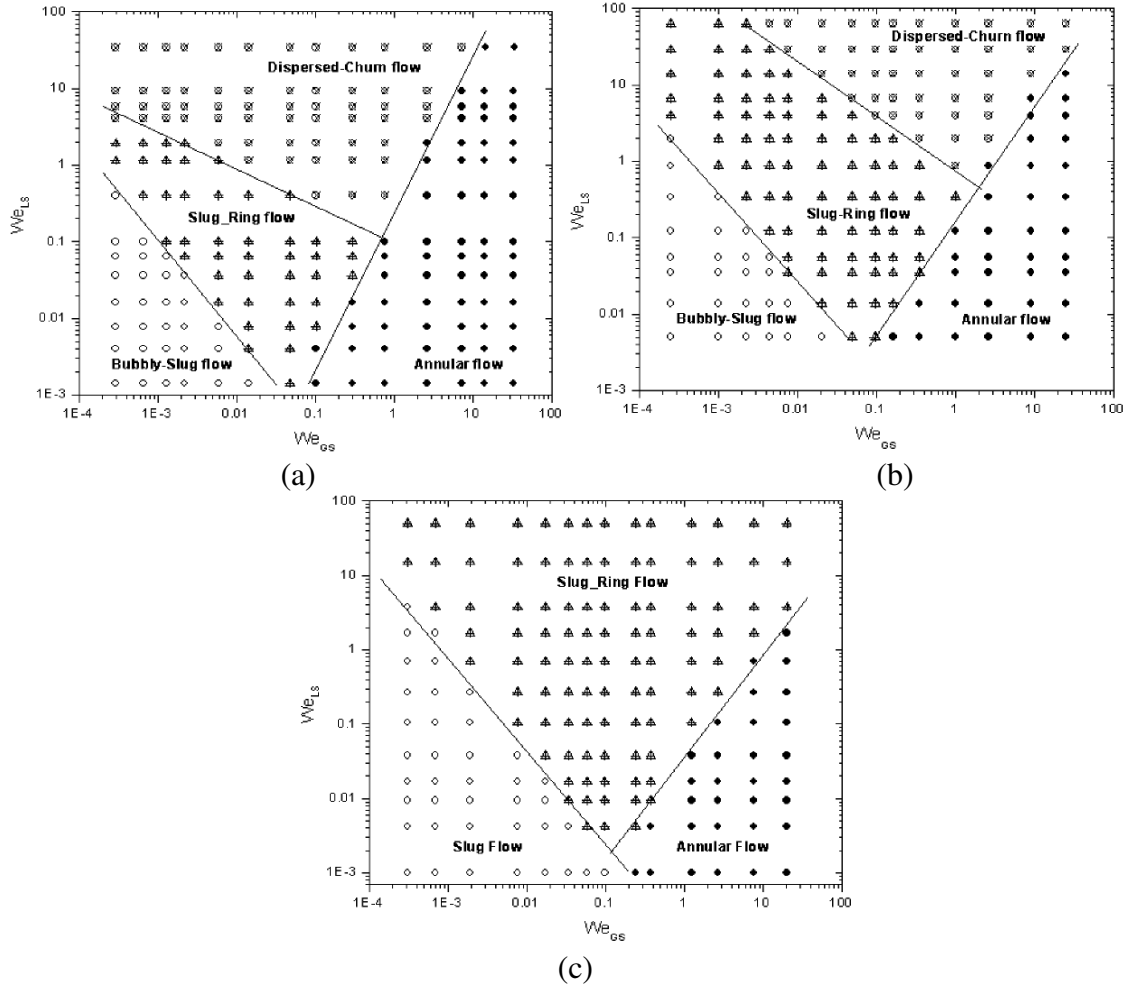 100
10
1
0.1
0.01
1E-3
We_LS
Dispersed-Churn flow
Slug_Ring flow
Bubbly-Slug flow
Annular flow
1E-4 1E-3 0.01 0.1 1 10 100
We_GS
(a)
100
10
1
0.1
0.01
1E-3
We_LS
Dispersed-Churn flow
Slug-Ring flow
Bubbly-Slug flow
Annular flow
1E-4 1E-3 0.01 0.1 1 10 100
We_GS
(b)
100
10
1
0.1
0.01
1E-3
We_LS
Slug_Ring Flow
Slug Flow
Annular Flow
1E-4 1E-3 0.01 0.1 1 10 100
We_GS
(c)